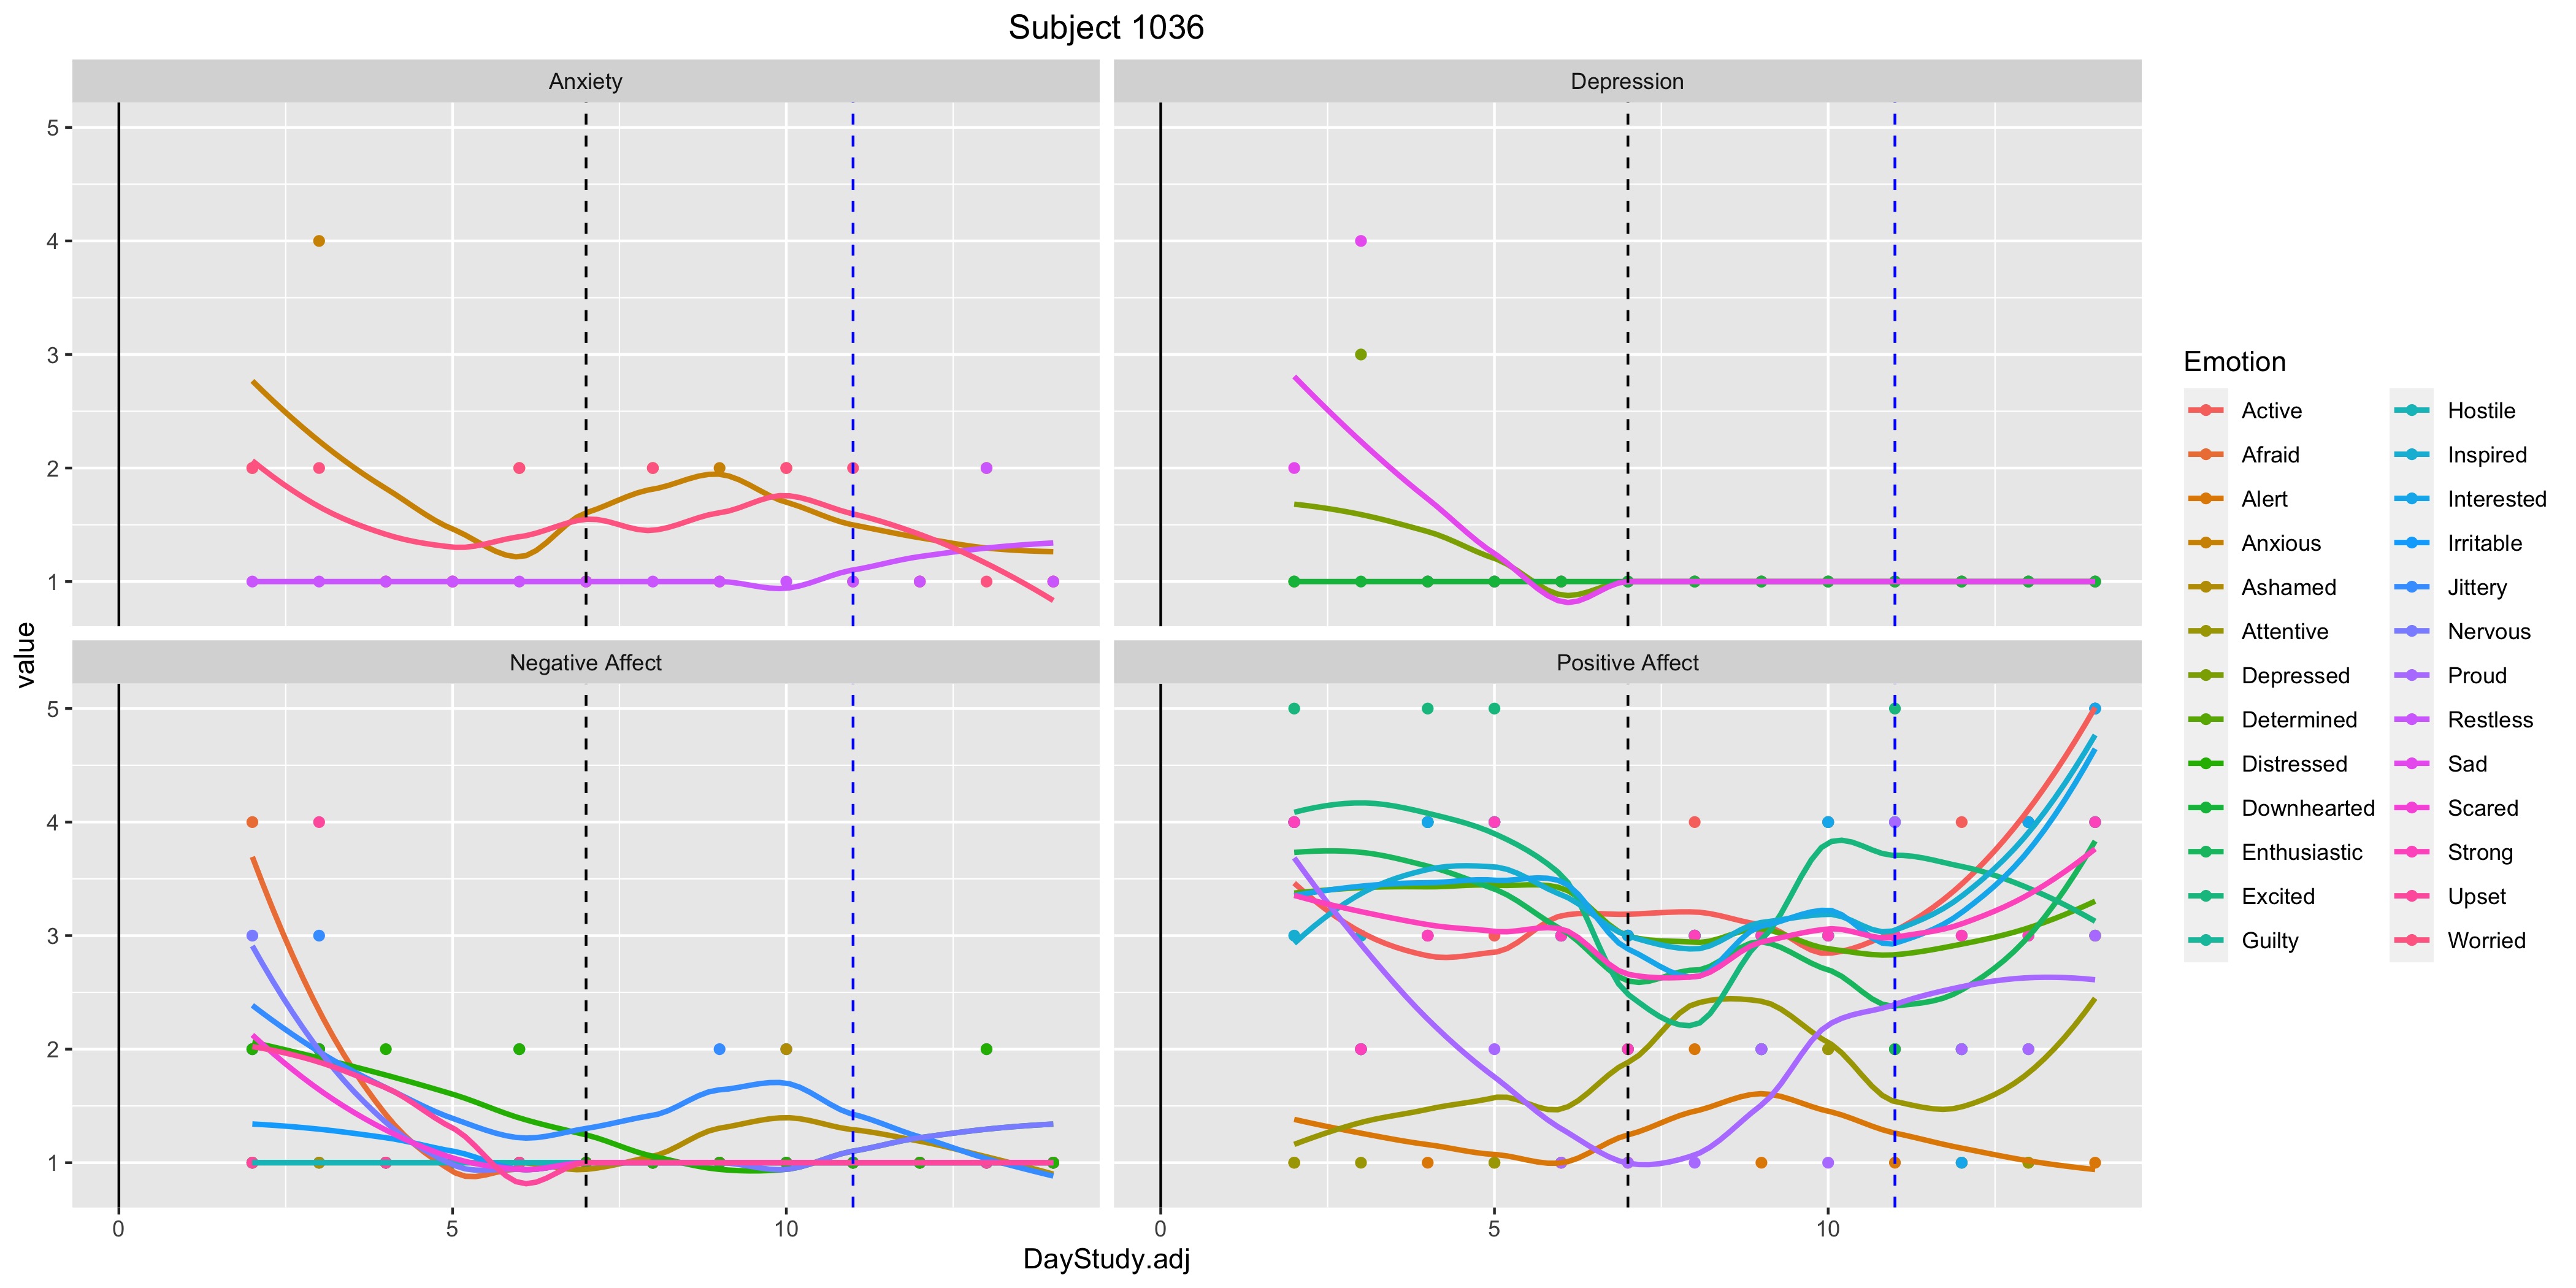 Subject 1036
Anxiety
Depression
5
4
3
2
1
Negative Affect
Positive Affect
5
4
3
2
1
0
5
10
0
5
10
value
DayStudy.adj
Emotion
Active
Afraid
Alert
Anxious
Ashamed
Attentive
Depressed
Determined
Distressed
Downhearted
Enthusiastic
Excited
Guilty
Hostile
Inspired
Interested
Irritable
Jittery
Nervous
Proud
Restless
Sad
Scared
Strong
Upset
Worried